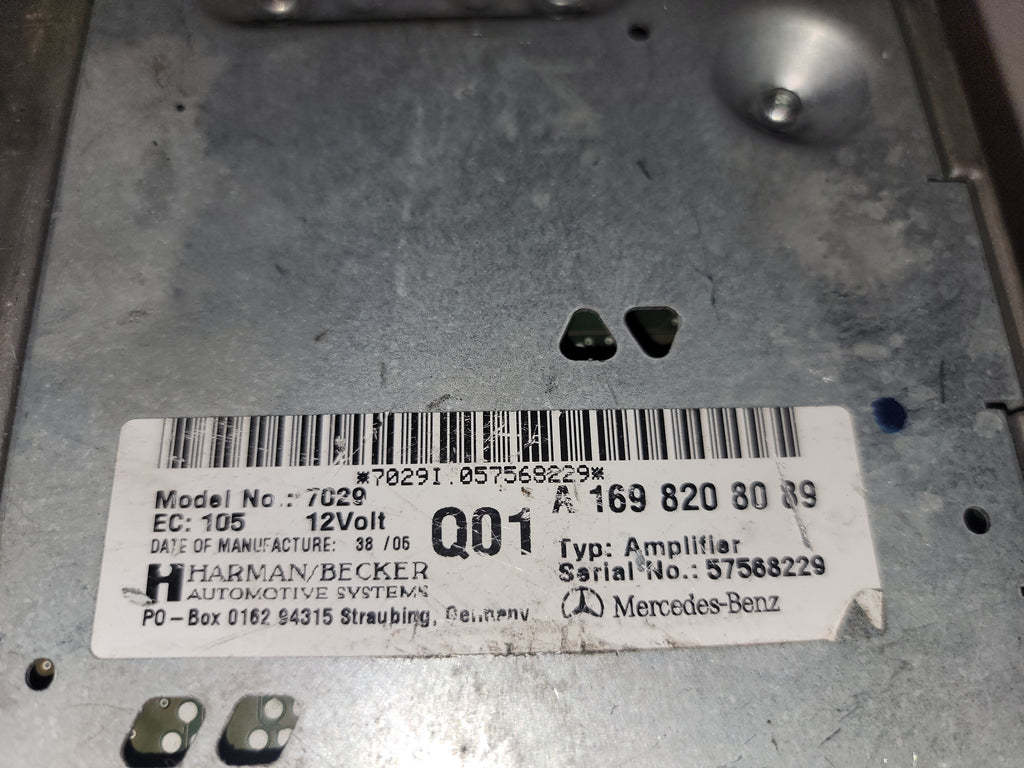 *7029I.057568229*
Model No.: 7029
A 169 820 80 89
EC: 105 12Volt
Q01
DATE OF MANUFACTURE: 38 /06
Typ: Amplifier
HARMAN/BECKER
AUTOMOTIVE SYSTEMS
Serial No.: 57568229
PO-Box 0162 94315 Straubing, Germany
Mercedes-Benz